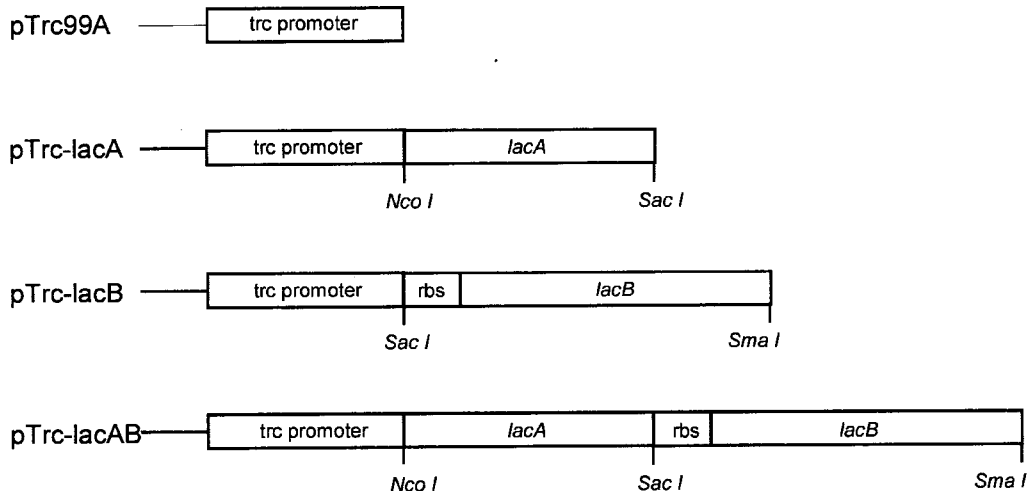 pTrc99A trc promoter
pTrc-lacA trc promoter lacA
Nco I Sac I
pTrc-lacB trc promoter rbs lacB
Sac I Sma I
pTrc-lacAB trc promoter lacA rbs lacB
Nco I Sac I Sma I